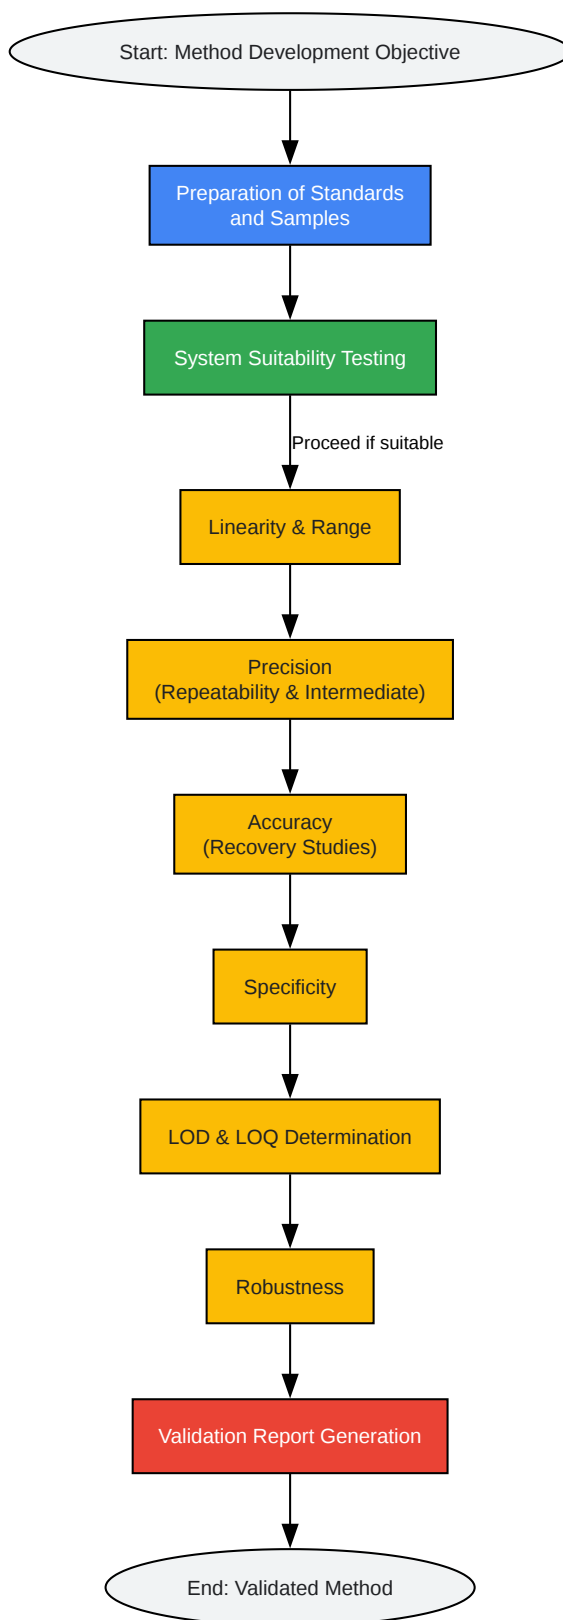 Start: Method Development Objective
Preparation of Standards
and Samples
System Suitability Testing
Proceed if suitable
Linearity & Range
Precision
(Repeatability & Intermediate)
Accuracy
(Recovery Studies)
Specificity
LOD & LOQ Determination
Robustness
Validation Report Generation
End: Validated Method